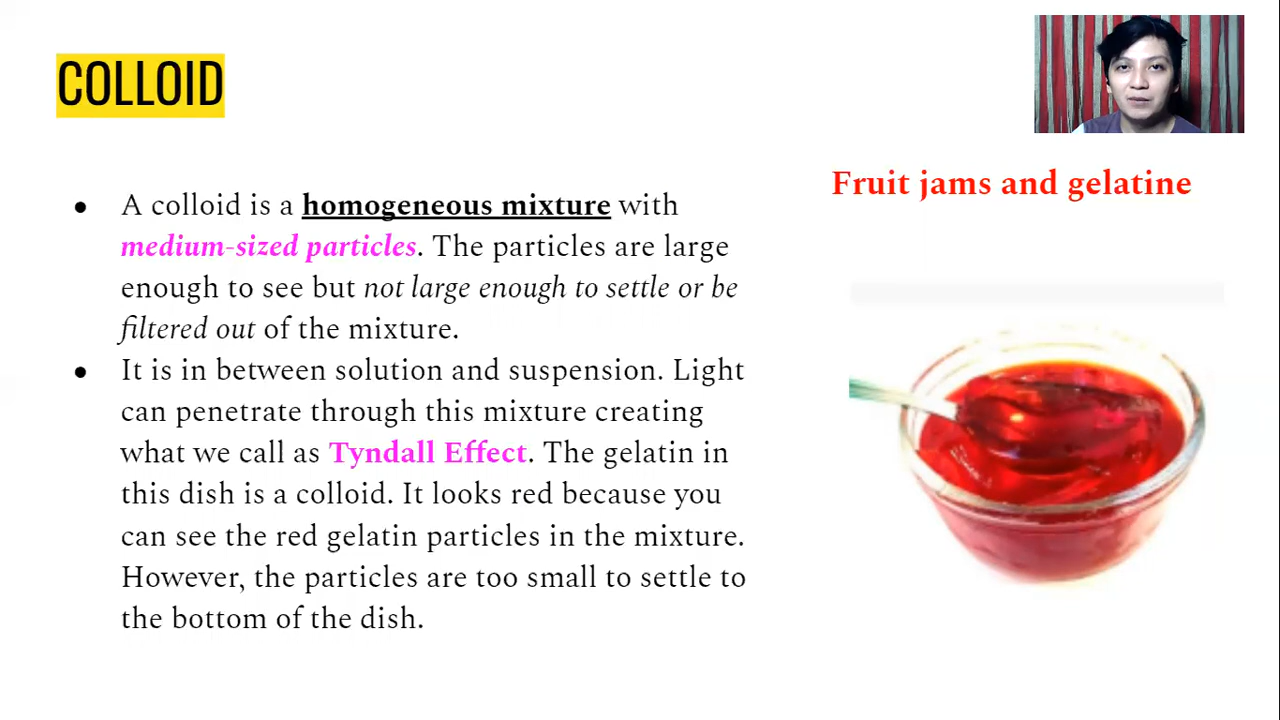 COLLOID
Fruit jams and gelatine
● A colloid is a homogeneous mixture with
medium-sized particles. The particles are large
enough to see but not large enough to settle or be
filtered out of the mixture.
● It is in between solution and suspension. Light
can penetrate through this mixture creating
what we call as Tyndall Effect. The gelatin in
this dish is a colloid. It looks red because you
can see the red gelatin particles in the mixture.
However, the particles are too small to settle to
the bottom of the dish.